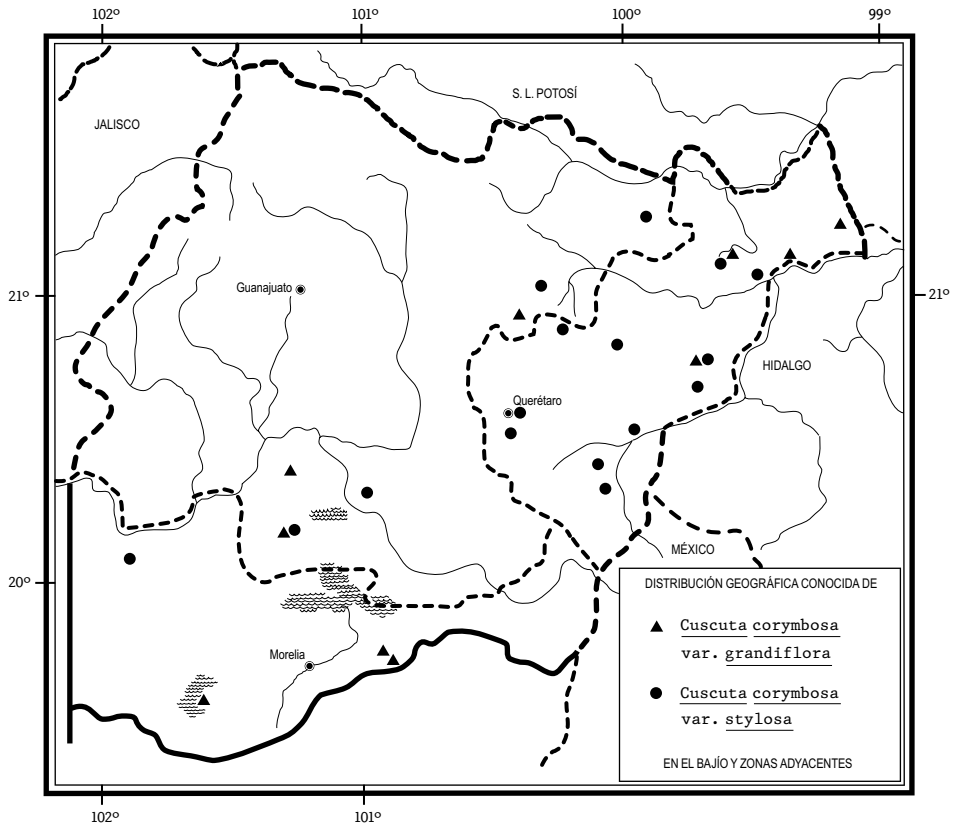 102º 101º 100º 99º
S. L. POTOSÍ
JALISCO
Guanajuato
21º 21º
HIDALGO
Querétaro
MÉXICO
20º
DISTRIBUCIÓN GEOGRÁFICA CONOCIDA DE
Cuscuta corymbosa
var. grandiflora
Morelia
Cuscuta corymbosa
var. stylosa
EN EL BAJÍO Y ZONAS ADYACENTES
102º 101º